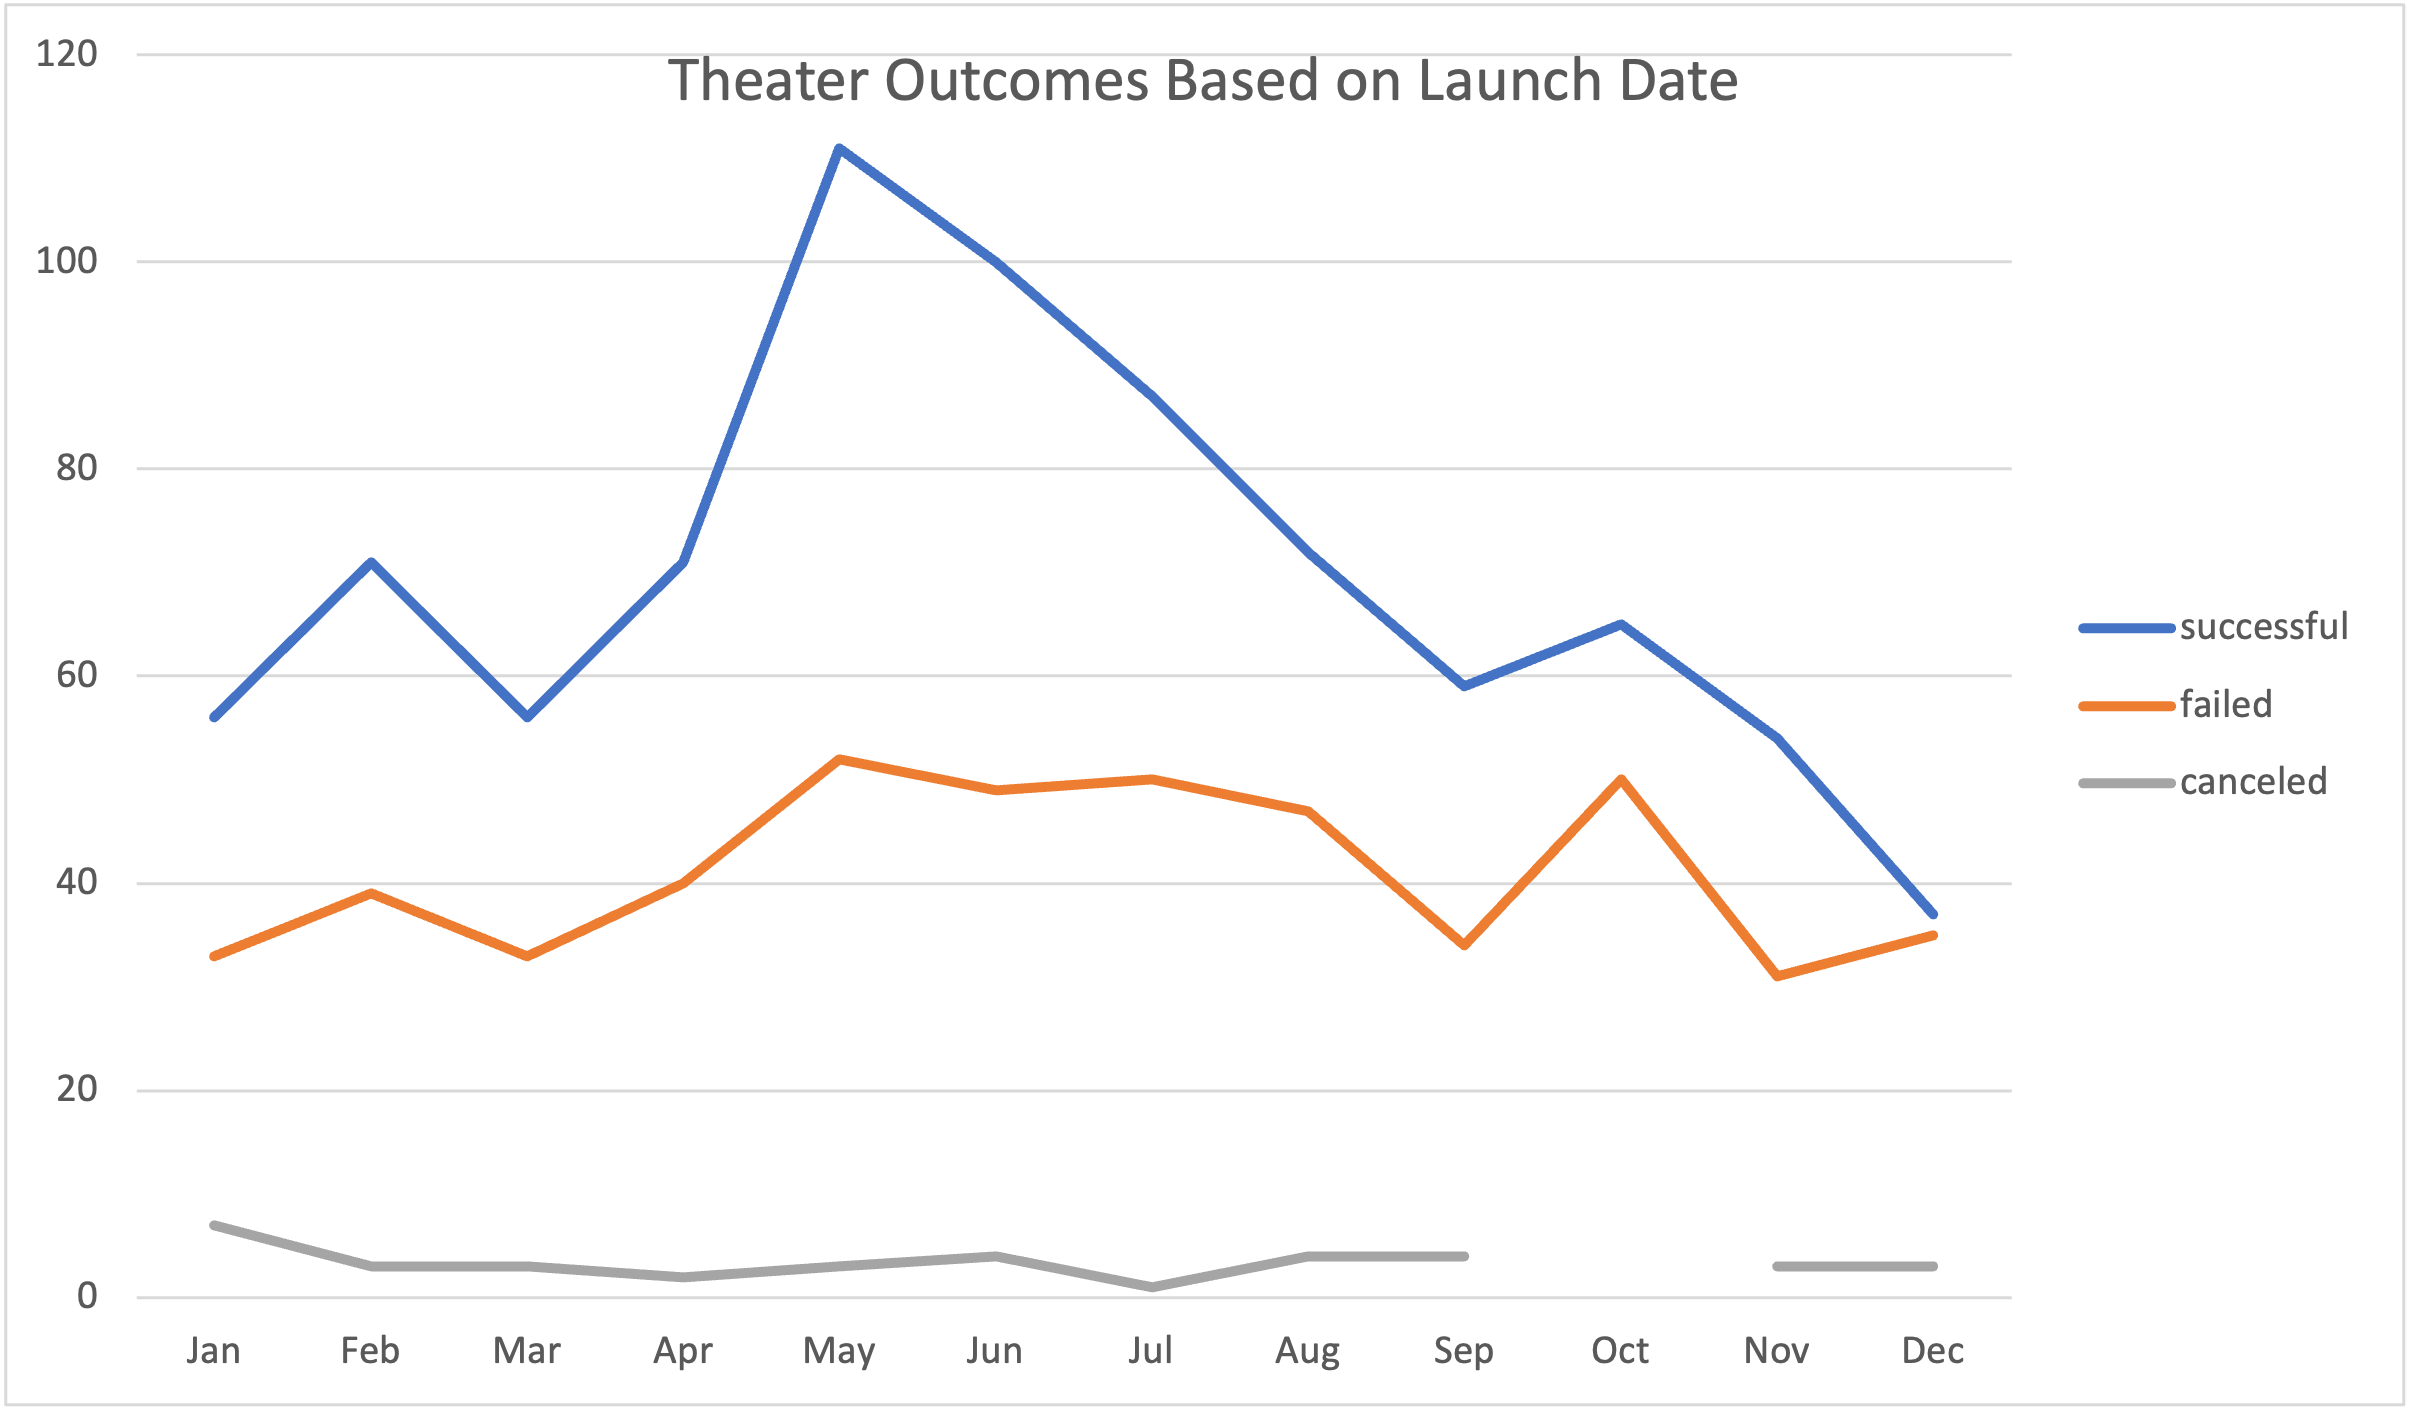 Theater Outcomes Based on Launch Date
120
100
80
60
40
20
0
Jan Feb Mar Apr May Jun Jul Aug Sep Oct Nov Dec
successful
failed
canceled